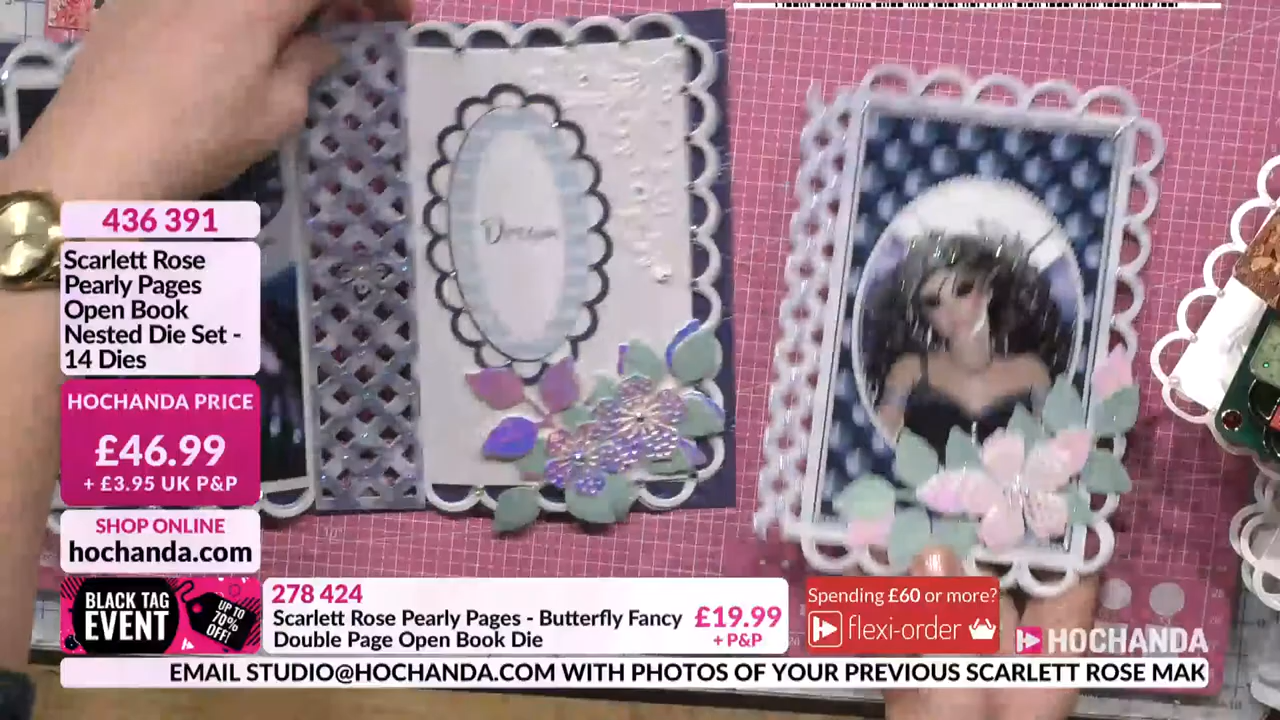 Dream
436 391
Scarlett Rose
Pearly Pages
Open Book
Nested Die Set -
14 Dies
HOCHANDA PRICE
£46.99
+ £3.95 UK P&P
SHOP ONLINE
hochanda.com
BLACK TAG
EVENT
UP TO
70%
OFF!
278 424
Scarlett Rose Pearly Pages - Butterfly Fancy
Double Page Open Book Die
£19.99
+ P&P
Spending £60 or more?
flexi-order
HOCHANDA
EMAIL STUDIO@HOCHANDA.COM WITH PHOTOS OF YOUR PREVIOUS SCARLETT ROSE MAK